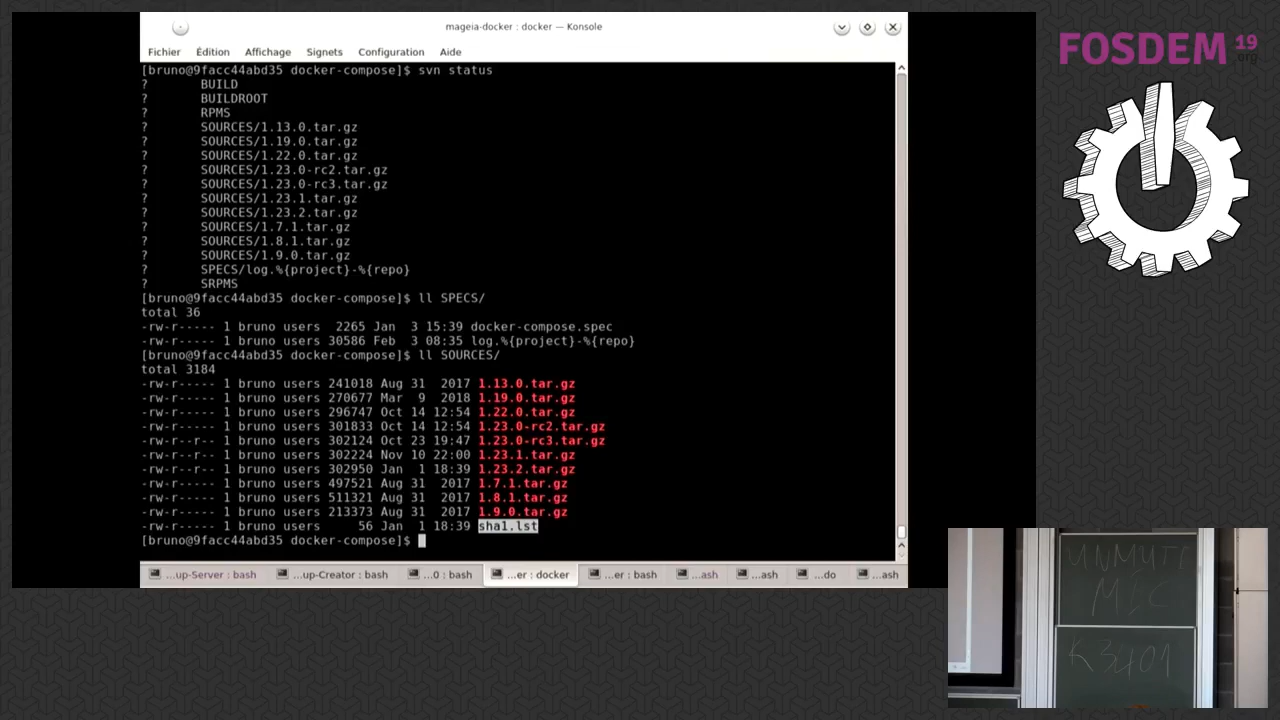 mageia-docker : docker — Konsole
Fichier Édition Affichage Signets Configuration Aide
[bruno@9facc44abd35 docker-compose]$ svn status
?       BUILD
?       BUILDROOT
?       RPMS
?       SOURCES/1.13.0.tar.gz
?       SOURCES/1.19.0.tar.gz
?       SOURCES/1.22.0.tar.gz
?       SOURCES/1.23.0-rc2.tar.gz
?       SOURCES/1.23.0-rc3.tar.gz
?       SOURCES/1.23.1.tar.gz
?       SOURCES/1.23.2.tar.gz
?       SOURCES/1.7.1.tar.gz
?       SOURCES/1.8.1.tar.gz
?       SOURCES/1.9.0.tar.gz
?       SPECS/log.%{project}-%{repo}
?       SRPMS
[bruno@9facc44abd35 docker-compose]$ ll SPECS/
total 36
-rw-r----- 1 bruno users  2265 Jan  3 15:39 docker-compose.spec
-rw-r----- 1 bruno users 30586 Feb  3 08:35 log.%{project}-%{repo}
[bruno@9facc44abd35 docker-compose]$ ll SOURCES/
total 3184
-rw-r----- 1 bruno users 241018 Aug 31  2017 1.13.0.tar.gz
-rw-r----- 1 bruno users 270677 Mar  9  2018 1.19.0.tar.gz
-rw-r----- 1 bruno users 296747 Oct 14 12:54 1.22.0.tar.gz
-rw-r----- 1 bruno users 301833 Oct 14 12:54 1.23.0-rc2.tar.gz
-rw-r--r-- 1 bruno users 302124 Oct 23 19:47 1.23.0-rc3.tar.gz
-rw-r--r-- 1 bruno users 302224 Nov 10 22:00 1.23.1.tar.gz
-rw-r--r-- 1 bruno users 302950 Jan  1 18:39 1.23.2.tar.gz
-rw-r----- 1 bruno users 497521 Aug 31  2017 1.7.1.tar.gz
-rw-r----- 1 bruno users 511321 Aug 31  2017 1.8.1.tar.gz
-rw-r----- 1 bruno users 213373 Aug 31  2017 1.9.0.tar.gz
-rw-r----- 1 bruno users     56 Jan  1 18:39 sha1.lst
[bruno@9facc44abd35 docker-compose]$
...up-Server : bash ...up-Creator : bash ...0 : bash ...er : docker ...er : bash ...ash ...ash ...do ...ash
FOSDEM 19
.org
UNMUTE
MIC
K3401